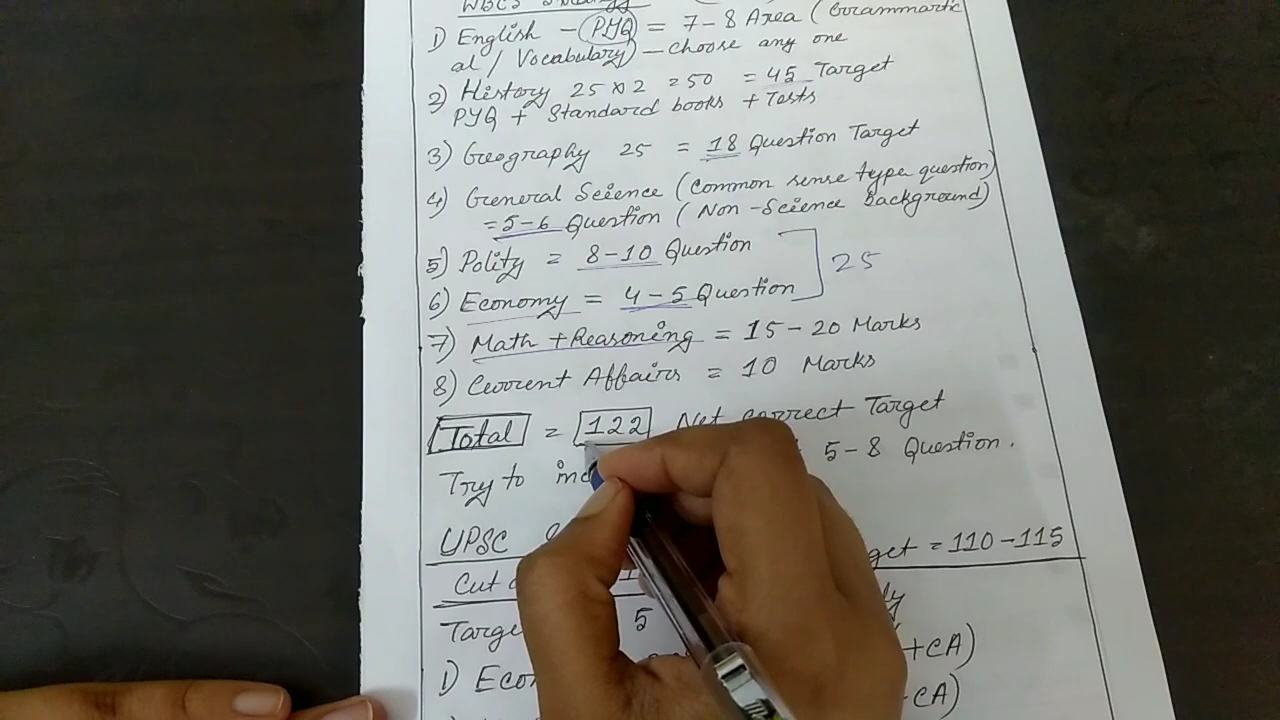 WBCS
1) English - (PYQ) = 7-8 Area (Grammartic
al / Vocabulary) - choose any one
2) History 25 x 2 = 50 = 45 Target
PYQ + Standard books + Tests
3) Geography 25 = 18 Question Target
4) General Science (Common sense type question)
= 5-6 Question (Non-Science background)
5) Polity = 8-10 Question
25
6) Economy = 4-5 Question
7) Math + Reasoning = 15-20 Marks
8) Current Affairs = 10 Marks
Total = 122 Net correct Target
Try to 5-8 Question.
UPSC = 110-115
Cut
5
+CA)
1)
CA)